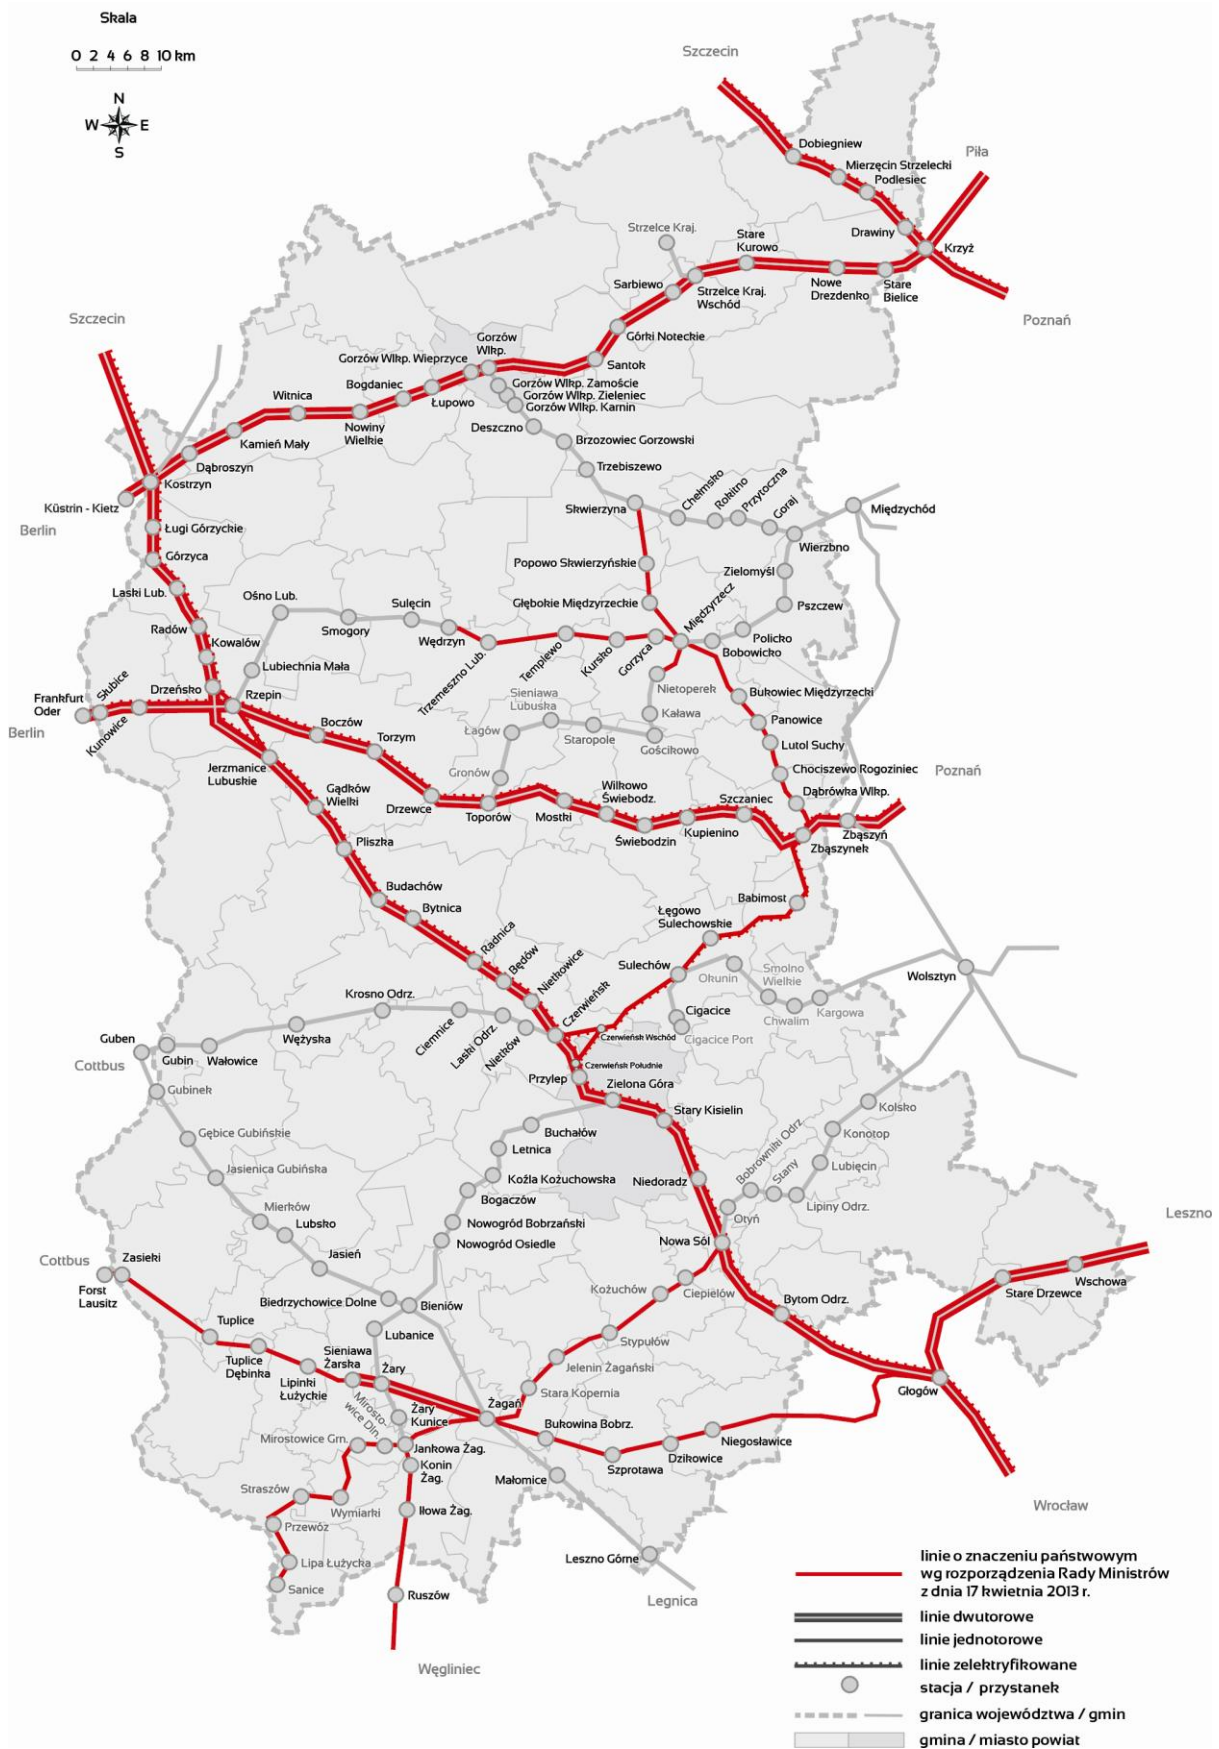 Skala
0 2 4 6 8 10 km
N
W E
S
Szczecin
Dobiegniew
Mierzęcin Strzelecki
Podlesiec
Piła
Drawiny
Krzyż
Strzelce Kraj.
Stare
Kurowo
Sarbiewo
Strzelce Kraj.
Wschód
Nowe
Drezdenko
Stare
Bielice
Poznań
Szczecin
Górki Noteckie
Santok
Gorzów
Wlkp.
Gorzów Wlkp. Wieprzyce
Bogdaniec
Witnica
Łupowo
Nowiny
Wielkie
Kamień Mały
Dąbroszyn
Kostrzyn
Küstrin - Kietz
Berlin
Gorzów Wlkp. Zamoście
Gorzów Wlkp. Zieleniec
Gorzów Wlkp. Karnin
Deszczno
Brzozowiec Gorzowski
Trzebiszewo
Skwierzyna
Chełmsko
Rokitno
Przytoczna
Goraj
Wierzbno
Międzychód
Ługi Górzyckie
Górzyca
Laski Lub.
Radów
Kowalów
Drzeńsko
Popowo Skwierzyńskie
Głębokie Międzyrzeckie
Międzyrzecz
Zielomyśl
Pszczew
Policko
Bobowicko
Ośno Lub.
Smogory
Sulęcin
Wędrzyn
Trzemeszno Lub.
Templewo
Kursko
Gorzyca
Lubiechnia Mała
Rzepin
Frankfurt
Oder
Słubice
Kunowice
Berlin
Nietoperek
Kaława
Gościkowo
Staropole
Sieniawa
Lubuska
Łagów
Gronów
Bukowiec Międzyrzecki
Panowice
Lutol Suchy
Chociszewo Rogoziniec
Dąbrówka Wlkp.
Poznań
Zbąszyń
Zbąszynek
Boczów
Torzym
Jerzmanice
Lubuskie
Gądków
Wielki
Drzewce
Toporów
Mostki
Wilkowo
Świebodz.
Świebodzin
Kupienino
Szczaniec
Pliszka
Budachów
Bytnica
Radnica
Będów
Nietkowice
Czerwieńsk
Babimost
Łęgowo
Sulechowskie
Sulechów
Okunin
Smolno
Wielkie
Chwalim
Kargowa
Wolsztyn
Cigacice
Cigacice Port
Czerwieńsk Wschód
Czerwieńsk Południe
Przylep
Zielona Góra
Stary Kisielin
Krosno Odrz.
Wężyska
Ciemnice
Laski Odrz.
Nietków
Guben
Gubin
Wałowice
Cottbus
Gubinek
Gębice Gubińskie
Jasienica Gubińska
Mierków
Lubsko
Jasień
Buchałów
Letnica
Koźla Kożuchowska
Bogaczów
Nowogród Bobrzański
Nowogród Osiedle
Niedoradz
Kolsko
Konotop
Lubięcin
Bobrowniki Odrz.
Stany
Lipiny Odrz.
Otyń
Nowa Sól
Leszno
Wschowa
Stare Drzewce
Cottbus
Zasieki
Forst
Lausitz
Biedrzychowice Dolne
Bieniów
Lubanice
Kożuchów
Ciepielów
Bytom Odrz.
Stypułów
Jelenin Żagański
Stara Kopernia
Głogów
Tuplice
Tuplice
Dębinka
Lipinki
Łużyckie
Sieniawa
Żarska
Żary
Żary
Kunice
Żagań
Bukowina Bobrz.
Szprotawa
Dzikowice
Niegosławice
Mirosto-
wice Dln.
Mirostowice Grn.
Jankowa Żag.
Konin
Żag.
Małomice
Straszów
Wymiarki
Iłowa Żag.
Przewóz
Lipa Łużycka
Sanice
Ruszów
Leszno Górne
Legnica
Wrocław
Węgliniec
linie o znaczeniu państwowym
wg rozporządzenia Rady Ministrów
z dnia 17 kwietnia 2013 r.
linie dwutorowe
linie jednotorowe
linie zelektryfikowane
stacja / przystanek
granica województwa / gmin
gmina / miasto powiat